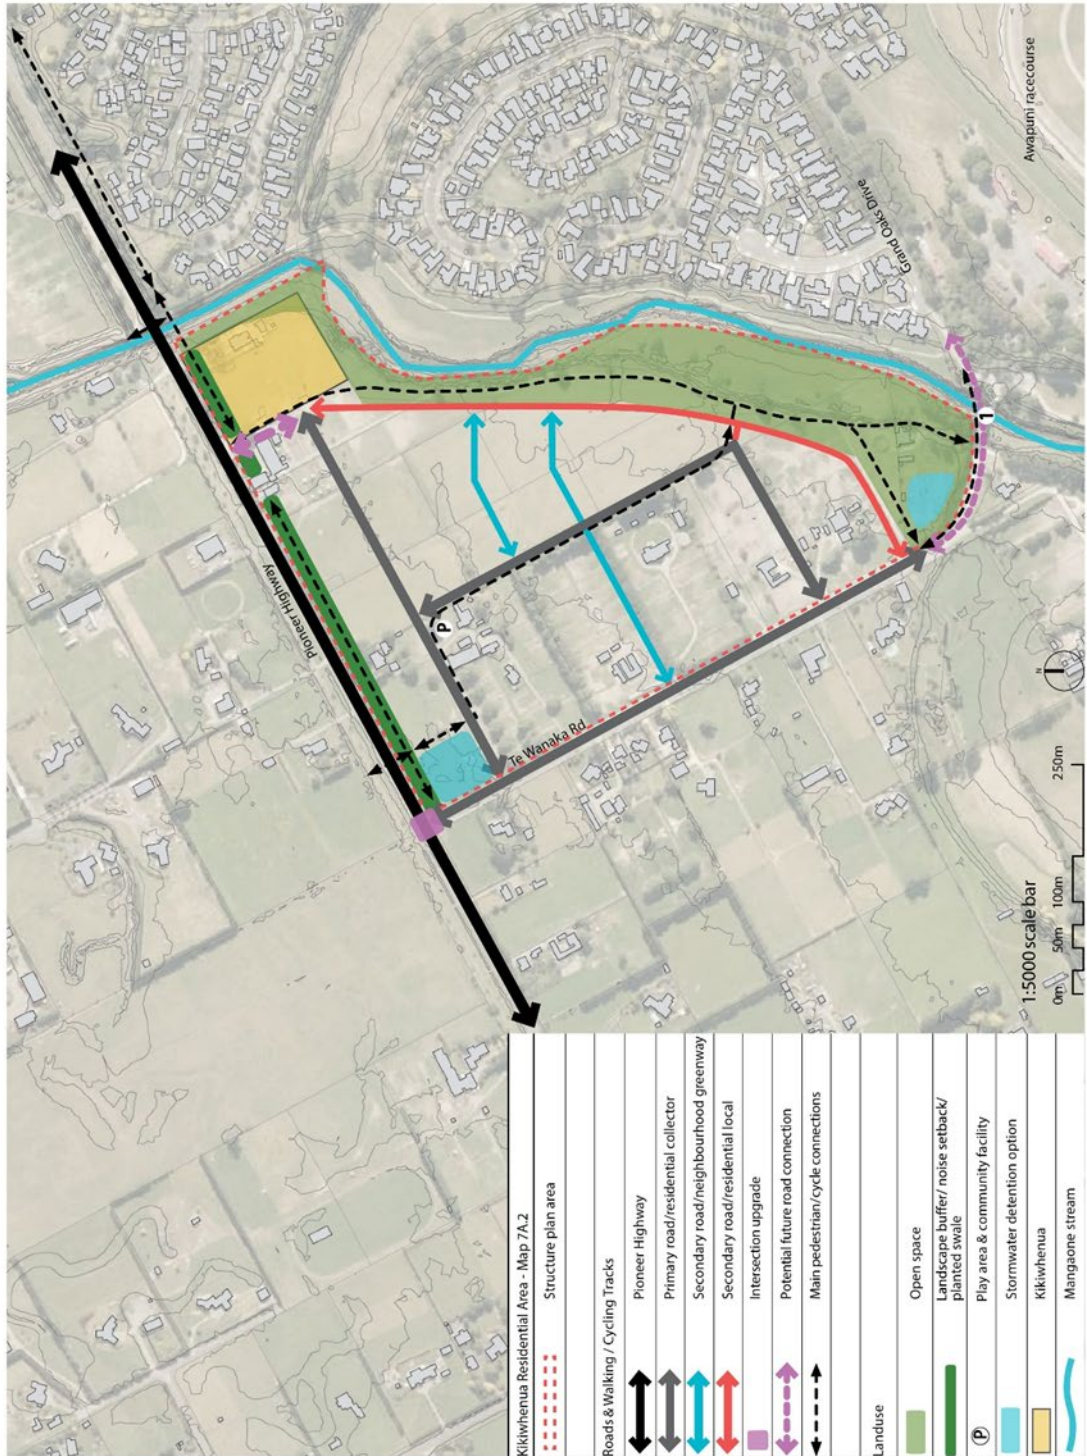 Kikiwhenua Residential Area - Map 7A.2
Structure plan area
Roads & Walking / Cycling Tracks
Pioneer Highway
Primary road/residential collector
Secondary road/neighbourhood greenway
Secondary road/residential local
Intersection upgrade
Potential future road connection
Main pedestrian/cycle connections
Landuse
Open space
Landscape buffer/ noise setback/
planted swale
P
Play area & community facility
Stormwater detention option
Kikiwhenua
Mangaone stream
Pioneer Highway
P
Te Wanaka Rd
Grand Oaks Drive
Awapuni racecourse
1
N
1:5000 scale bar
0m 50m 100m 250m